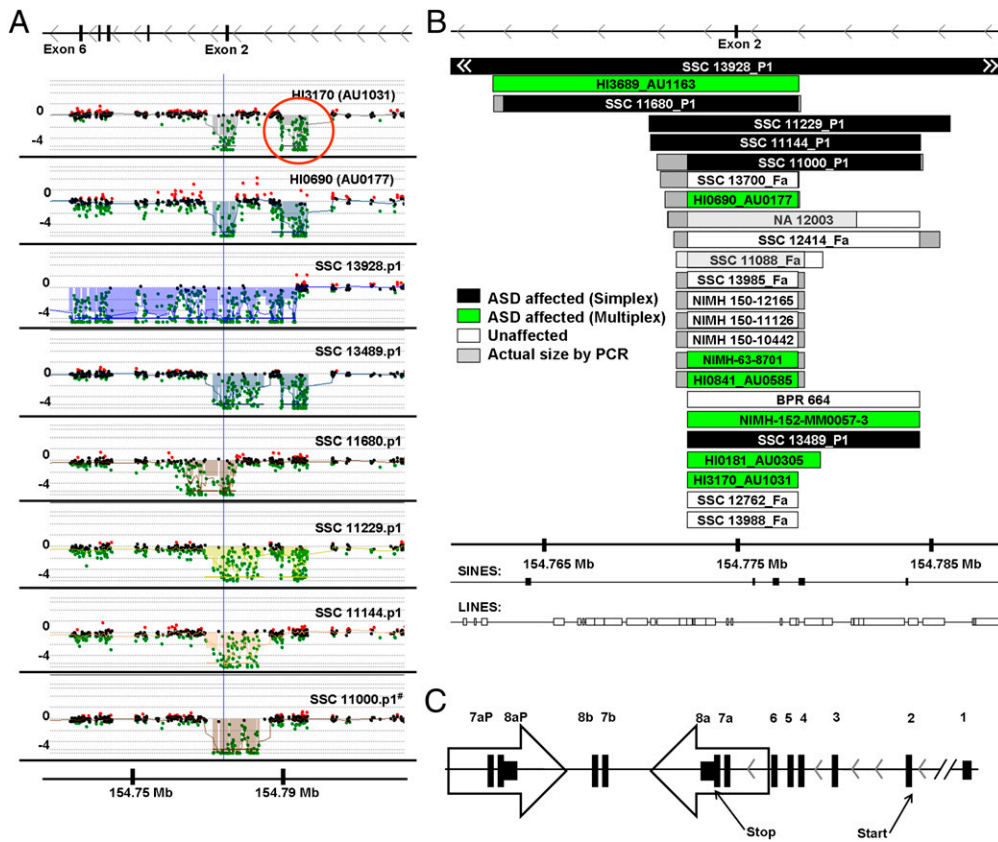 A
Exon 6
Exon 2
HI3170 (AU1031)
0
-4
HI0690 (AU0177)
0
-4
SSC 13928.p1
0
-4
SSC 13489.p1
0
-4
SSC 11680.p1
0
-4
SSC 11229.p1
0
-4
SSC 11144.p1
0
-4
SSC 11000.p1#
0
-4
154.75 Mb
154.79 Mb
B
Exon 2
SSC 13928_P1
HI3689_AU1163
SSC 11680_P1
SSC 11229_P1
SSC 11144_P1
SSC 11000_P1
SSC 13700_Fa
HI0690_AU0177
NA 12003
SSC 12414_Fa
SSC 11088_Fa
SSC 13985_Fa
NIMH 150-12165
NIMH 150-11126
NIMH 150-10442
NIMH-63-8701
HI0841_AU0585
BPR 664
NIMH-152-MM0057-3
SSC 13489_P1
HI0181_AU0305
HI3170_AU1031
SSC 12762_Fa
SSC 13988_Fa
ASD affected (Simplex)
ASD affected (Multiplex)
Unaffected
Actual size by PCR
154.765 Mb
154.775 Mb
154.785 Mb
SINES:
LINES:
C
7aP
8aP
8b
7b
8a
7a
6
5
4
3
2
1
Stop
Start